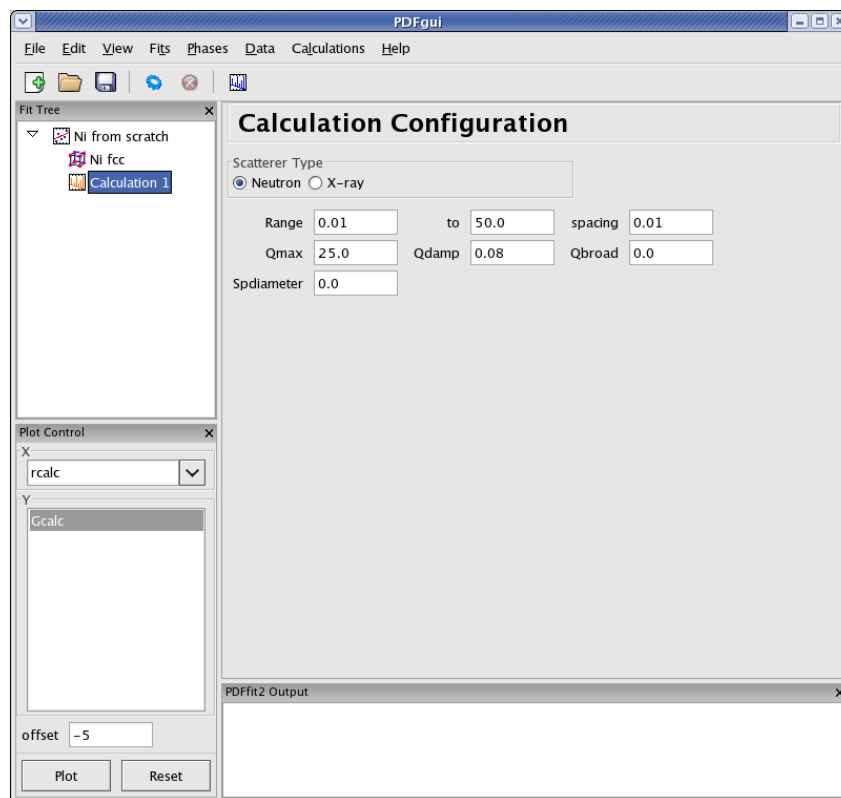 PDFgui
File Edit View Fits Phases Data Calculations Help
Fit Tree
Ni from scratch
Ni fcc
Calculation 1
Calculation Configuration
Scatterer Type
Neutron X-ray
Range 0.01 to 50.0 spacing 0.01
Qmax 25.0 Qdamp 0.08 Qbroad 0.0
Spdiameter 0.0
Plot Control
X
rcalc
Y
Gcalc
offset -5
Plot Reset
PDFfit2 Output